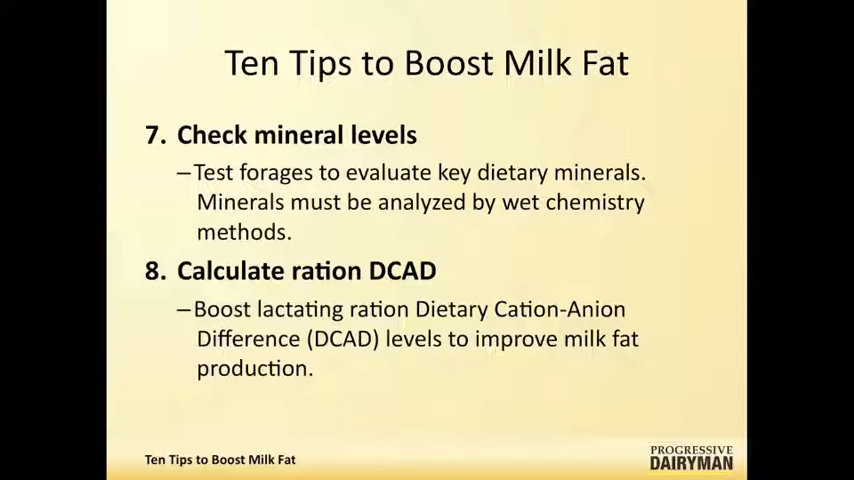 Ten Tips to Boost Milk Fat
7. Check mineral levels
–Test forages to evaluate key dietary minerals.
Minerals must be analyzed by wet chemistry
methods.
8. Calculate ration DCAD
–Boost lactating ration Dietary Cation-Anion
Difference (DCAD) levels to improve milk fat
production.
Ten Tips to Boost Milk Fat
PROGRESSIVE
DAIRYMAN